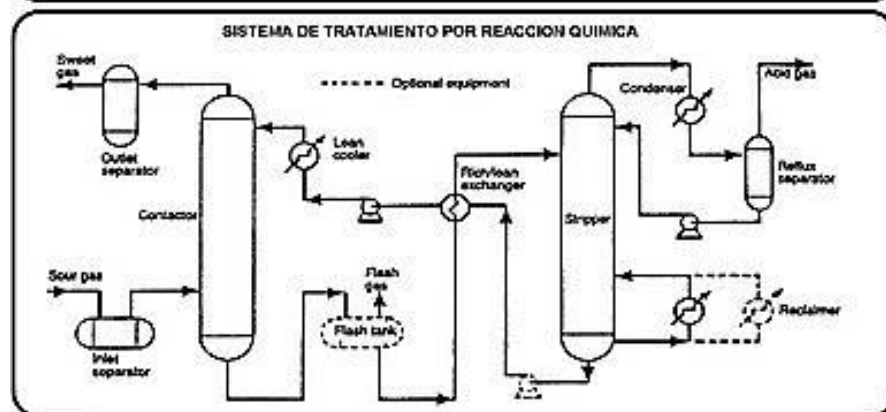 SISTEMA DE TRATAMIENTO POR REACCION QUIMICA
Sweet
gas
Optional equipment
Condenser
Acid gas
Outlet
separator
Lean
cooler
Rich/lean
exchanger
Reflux
separator
Contactor
Stripper
Sour gas
Flash
gas
Flash tank
Reclaimer
Inlet
separator